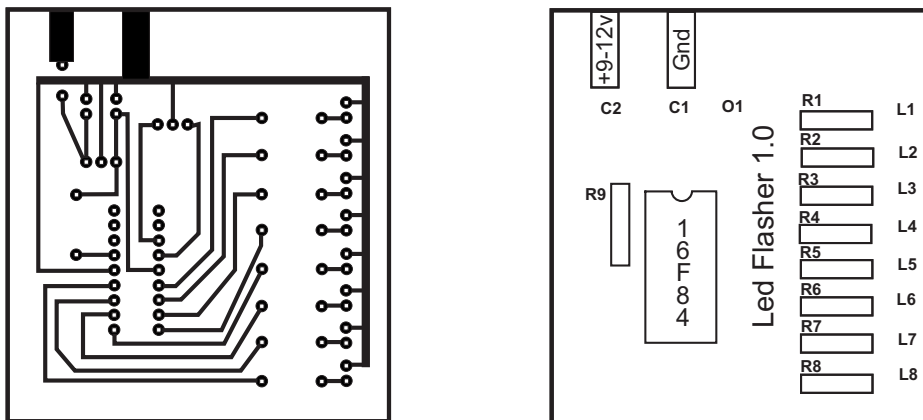 +9-12v
Gnd
C2 C1 O1
R1 L1
R2 L2
R3 L3
R9
R4 L4
R5 L5
R6 L6
R7 L7
R8 L8
16F84
Led Flasher 1.0